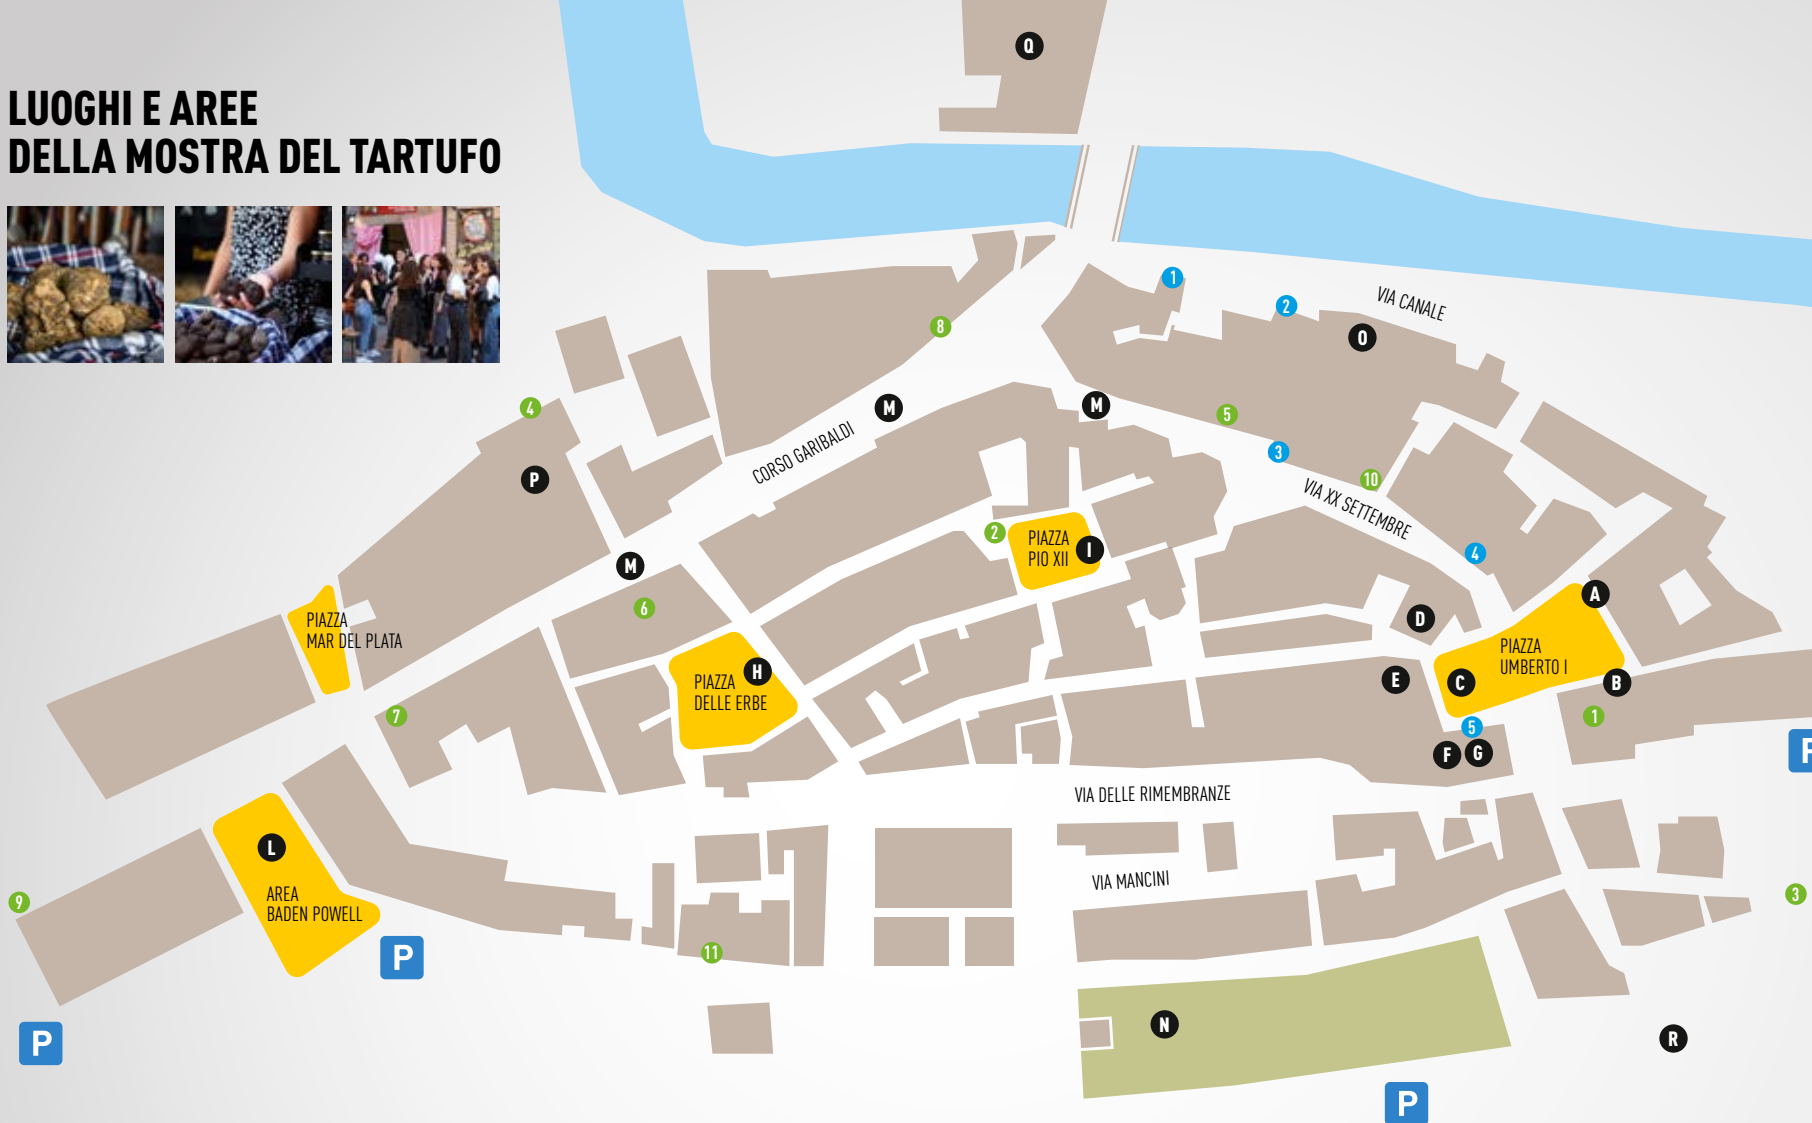 LUOGHI E AREE
DELLA MOSTRA DEL TARTUFO
Q
1
2
VIA CANALE
O
8
4
M
M
5
CORSO GARIBALDI
3
P
10
VIA XX SETTEMBRE
2
PIAZZA
PIO XII
I
4
M
6
A
D
PIAZZA
MAR DEL PLATA
PIAZZA
UMBERTO I
H
PIAZZA
DELLE ERBE
E
C
B
7
1
5
F
G
P
VIA DELLE RIMEMBRANZE
L
VIA MANCINI
9
AREA
BADEN POWELL
3
11
P
N
R
P
P